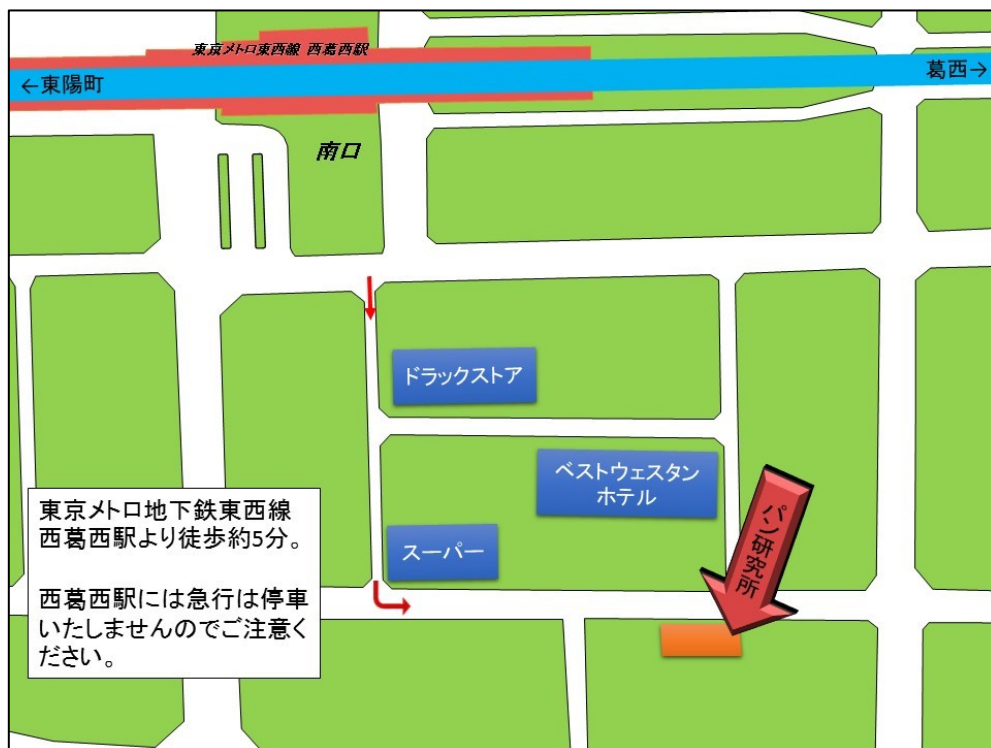 東京メトロ東西線 西葛西駅
←東陽町
葛西→
南口
ドラックストア
ベストウェスタン
ホテル
スーパー
パン研究所
東京メトロ地下鉄東西線
西葛西駅より徒歩約5分。
西葛西駅には急行は停車
いたしませんのでご注意く
ださい。